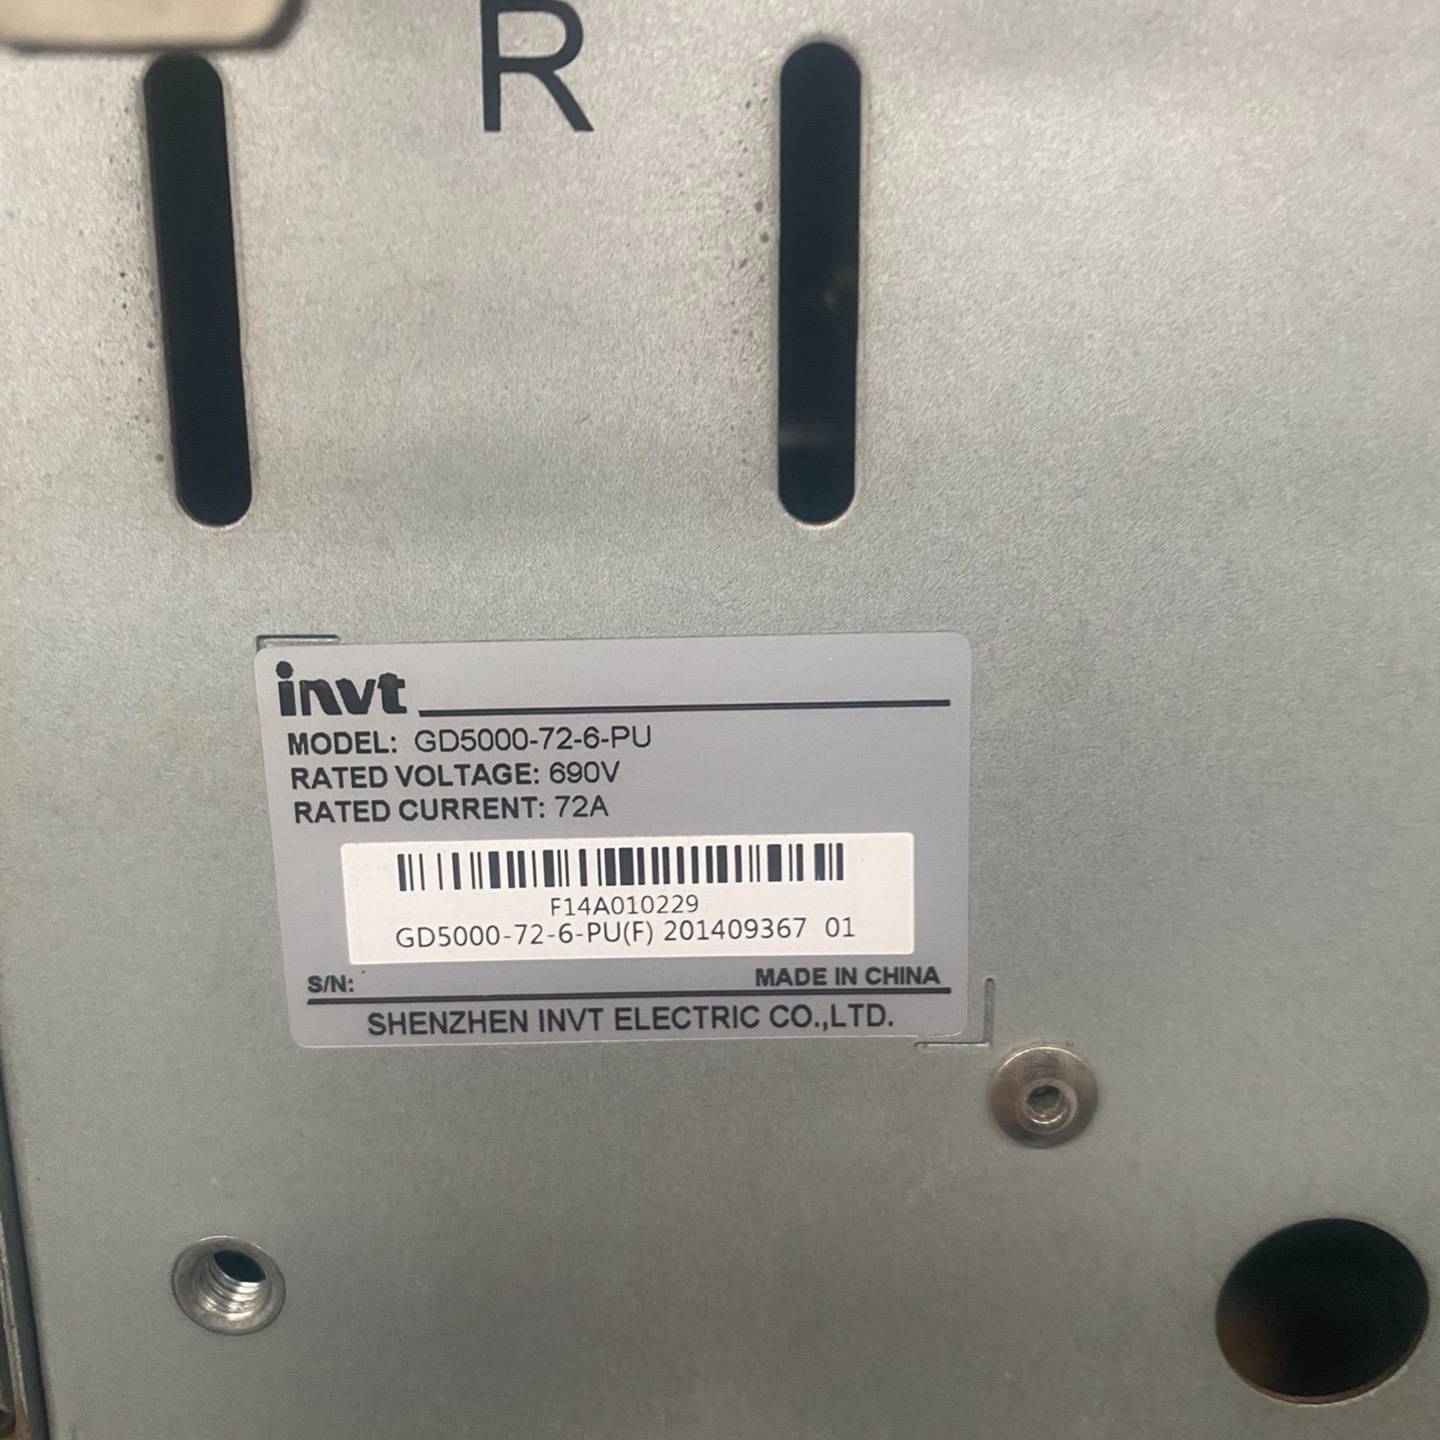 R
invt
MODEL: GD5000-72-6-PU
RATED VOLTAGE: 690V
RATED CURRENT: 72A
F14A010229
GD5000-72-6-PU(F) 201409367 01
S/N:
MADE IN CHINA
SHENZHEN INVT ELECTRIC CO.,LTD.